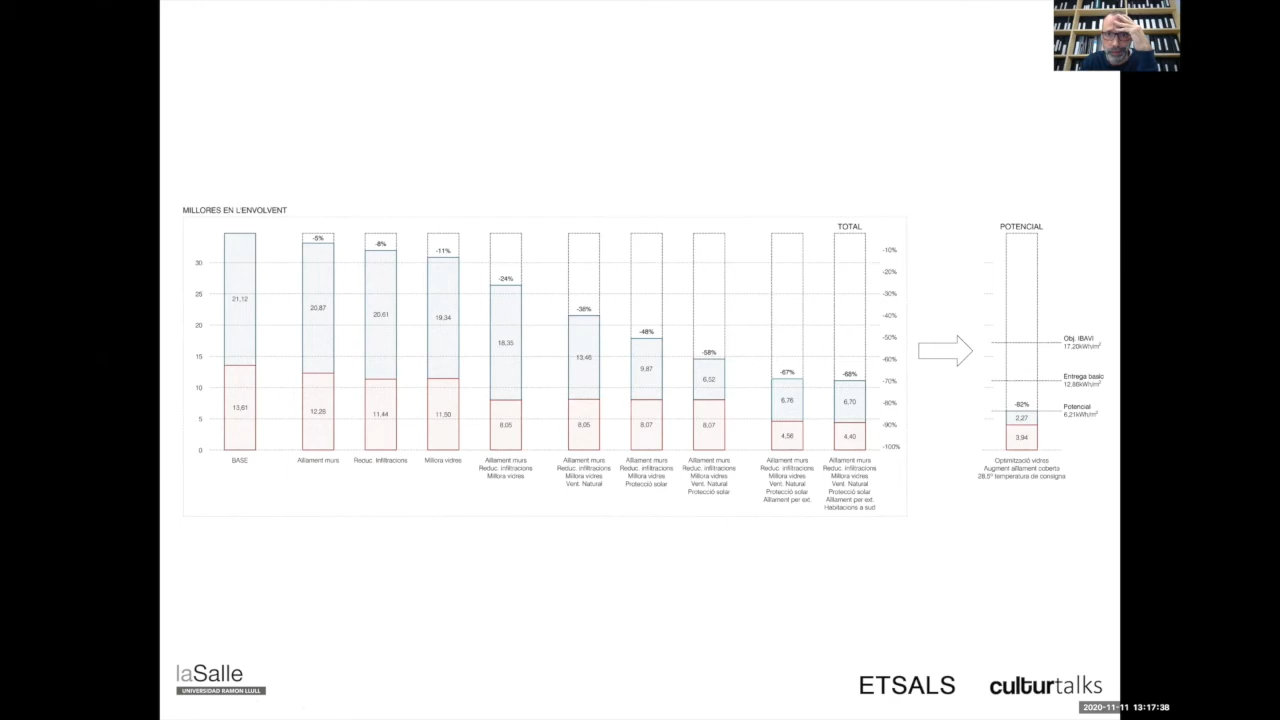 MILLORES EN L'ENVOLVENT
TOTAL
POTENCIAL
-5%
-8%
-11%
-24%
-38%
-48%
-58%
-67%
-68%
-82%
30
25
20
15
10
5
0
-10%
-20%
-30%
-40%
-50%
-60%
-70%
-80%
-90%
-100%
21,12
20,87
20,61
19,34
18,35
13,46
9,87
6,52
6,76
6,70
2,27
13,61
12,28
11,44
11,50
8,05
8,05
8,07
8,07
4,56
4,40
3,94
Obj. IBAVI
17,20kWh/m²
Entrega basic
12,86kWh/m²
Potencial
6,21kWh/m²
BASE
Aïllament murs
Reduc. Infiltracions
Millora vidres
Aïllament murs
Reduc. infiltracions
Millora vidres
Aïllament murs
Reduc. infiltracions
Millora vidres
Vent. Natural
Aïllament murs
Reduc. infiltracions
Millora vidres
Protecció solar
Aïllament murs
Reduc. infiltracions
Millora vidres
Vent. Natural
Protecció solar
Aïllament murs
Reduc. infiltracions
Millora vidres
Vent. Natural
Protecció solar
Aïllament per ext.
Aïllament murs
Reduc. infiltracions
Millora vidres
Vent. Natural
Protecció solar
Aïllament per ext.
Habitacions a sud
Optimització vidres
Augment aïllament coberta
28,5º temperatura de consigna
laSalle
UNIVERSIDAD RAMON LLULL
ETSALS
culturtalks
2020-11-11 13:17:38